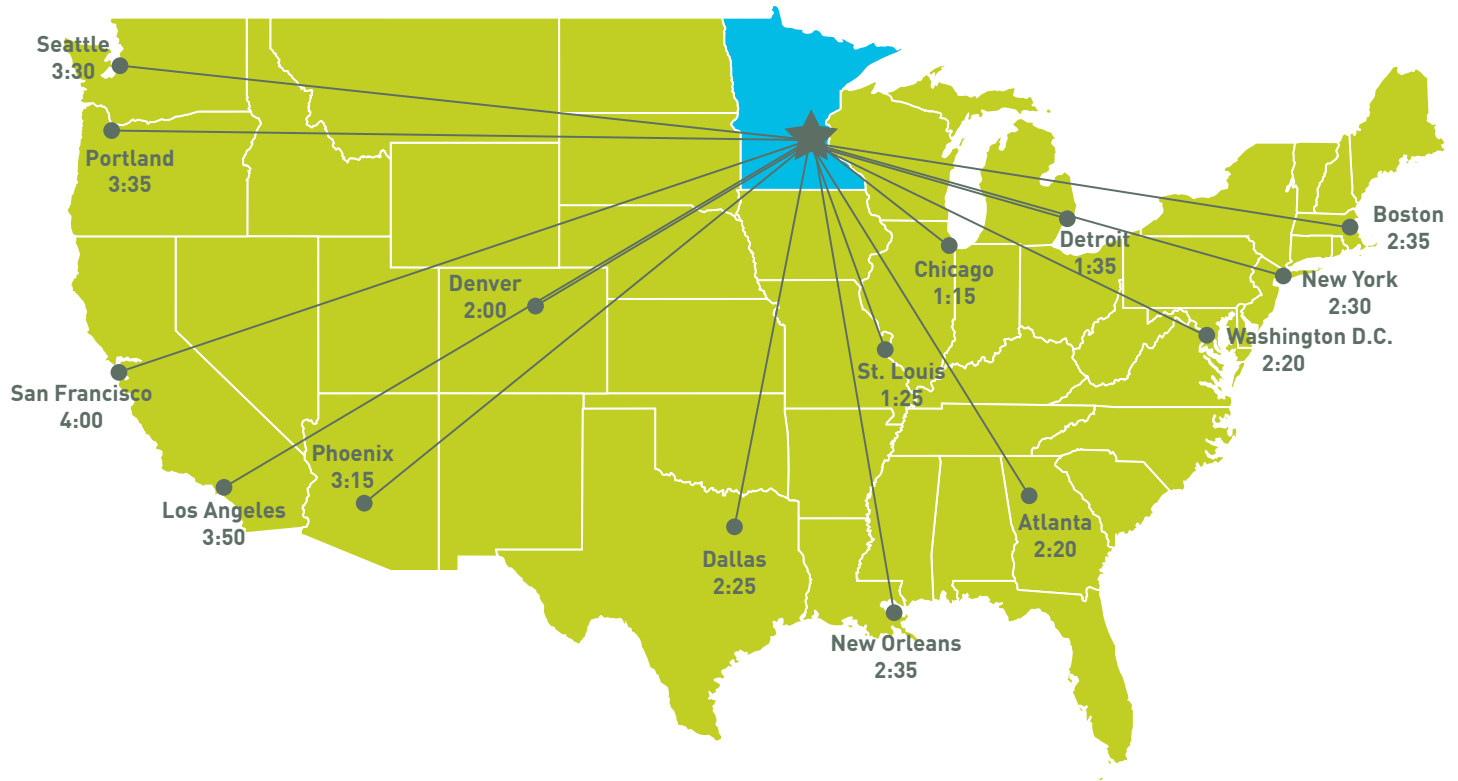 Seattle
3:30
Portland
3:35
San Francisco
4:00
Los Angeles
3:50
Phoenix
3:15
Denver
2:00
Dallas
2:25
New Orleans
2:35
St. Louis
1:25
Atlanta
2:20
Chicago
1:15
Detroit
1:35
Boston
2:35
New York
2:30
Washington D.C.
2:20